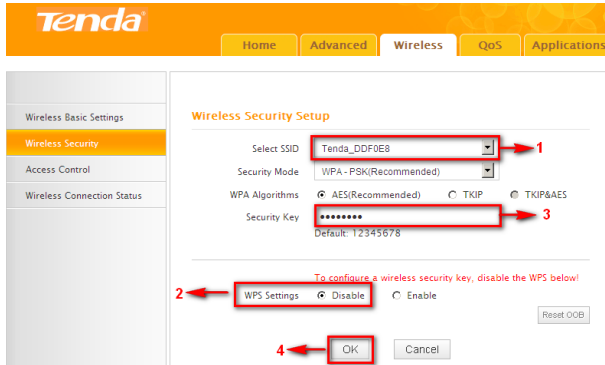 Tenda
Home Advanced Wireless QoS Applications
Wireless Basic Settings
Wireless Security
Access Control
Wireless Connection Status
Wireless Security Setup
Select SSID Tenda_DDF0E8 1
Security Mode WPA - PSK(Recommended)
WPA Algorithms AES(Recommended) TKIP TKIP&AES
Security Key •••••••• 3
Default: 12345678
To configure a wireless security key, disable the WPS below!
2 WPS Settings Disable Enable
Reset OOB
4 OK Cancel